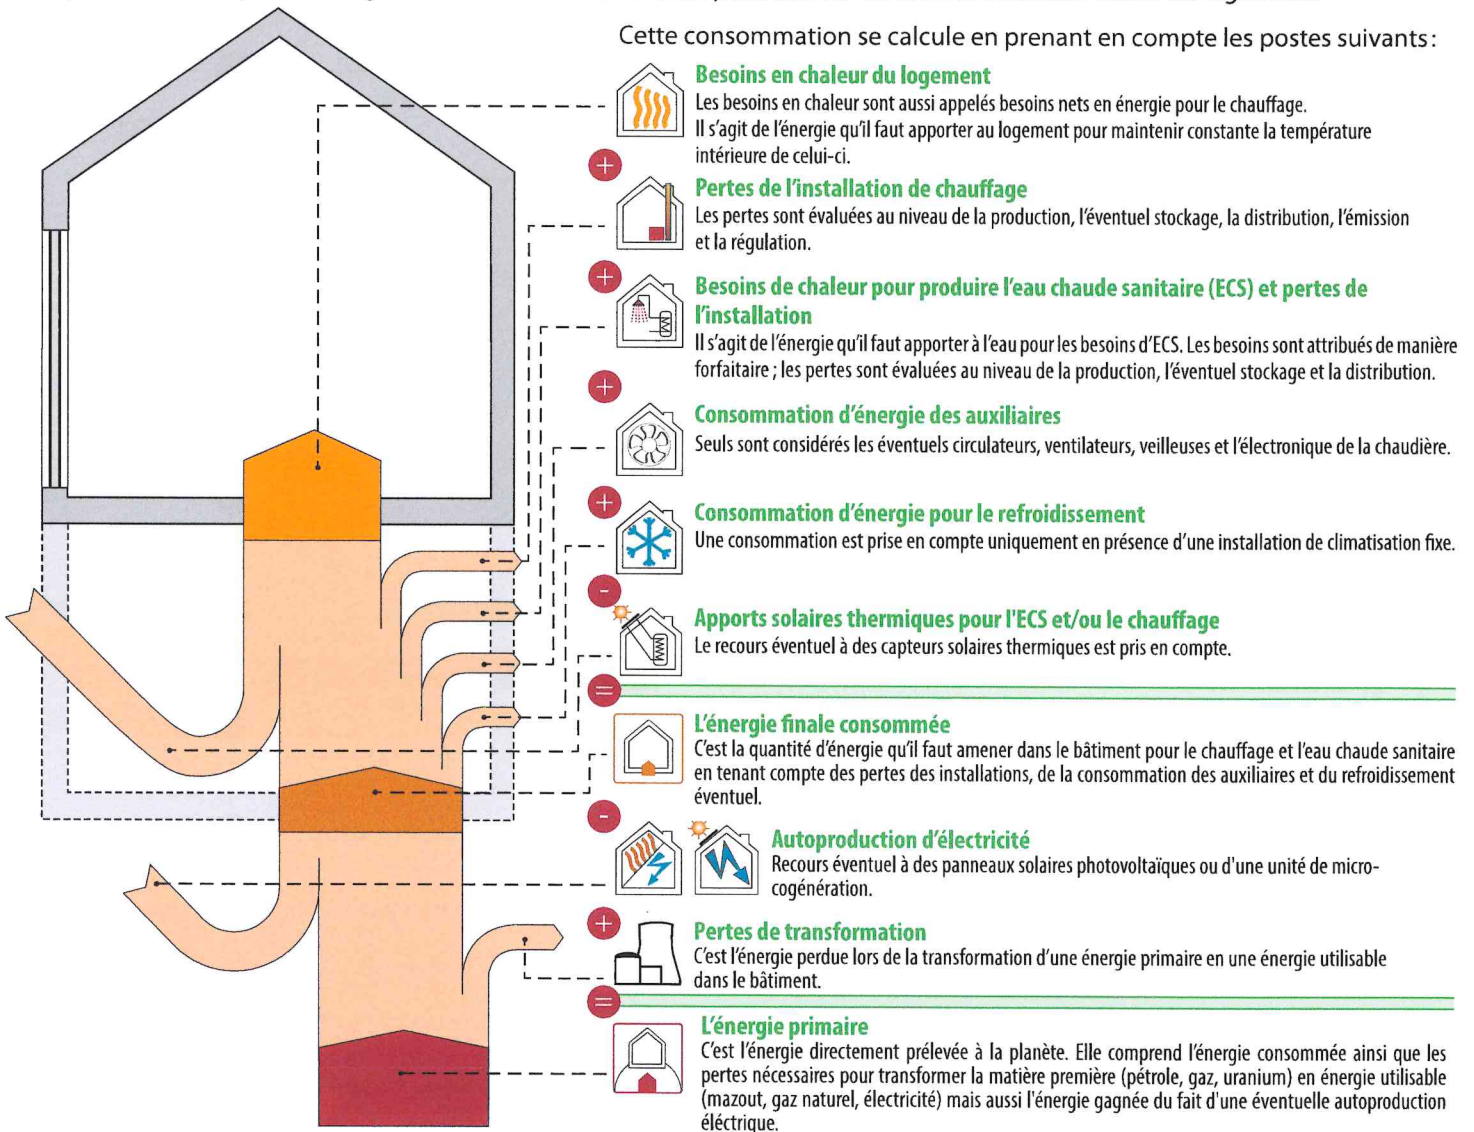 Cette consommation se calcule en prenant en compte les postes suivants :
Besoins en chaleur du logement
Les besoins en chaleur sont aussi appelés besoins nets en énergie pour le chauffage.
Il s'agit de l'énergie qu'il faut apporter au logement pour maintenir constante la température
intérieure de celui-ci.
+
Pertes de l'installation de chauffage
Les pertes sont évaluées au niveau de la production, l'éventuel stockage, la distribution, l'émission
et la régulation.
+
Besoins de chaleur pour produire l'eau chaude sanitaire (ECS) et pertes de
l'installation
Il s'agit de l'énergie qu'il faut apporter à l'eau pour les besoins d'ECS. Les besoins sont attribués de manière
forfaitaire ; les pertes sont évaluées au niveau de la production, l'éventuel stockage et la distribution.
+
Consommation d'énergie des auxiliaires
Seuls sont considérés les éventuels circulateurs, ventilateurs, veilleuses et l'électronique de la chaudière.
+
Consommation d'énergie pour le refroidissement
Une consommation est prise en compte uniquement en présence d'une installation de climatisation fixe.
-
Apports solaires thermiques pour l'ECS et/ou le chauffage
Le recours éventuel à des capteurs solaires thermiques est pris en compte.
=
L'énergie finale consommée
C'est la quantité d'énergie qu'il faut amener dans le bâtiment pour le chauffage et l'eau chaude sanitaire
en tenant compte des pertes des installations, de la consommation des auxiliaires et du refroidissement
éventuel.
-
Autoproduction d'électricité
Recours éventuel à des panneaux solaires photovoltaïques ou d'une unité de micro-
cogénération.
+
Pertes de transformation
C'est l'énergie perdue lors de la transformation d'une énergie primaire en une énergie utilisable
dans le bâtiment.
=
L'énergie primaire
C'est l'énergie directement prélevée à la planète. Elle comprend l'énergie consommée ainsi que les
pertes nécessaires pour transformer la matière première (pétrole, gaz, uranium) en énergie utilisable
(mazout, gaz naturel, électricité) mais aussi l'énergie gagnée du fait d'une éventuelle autoproduction
éléctrique.